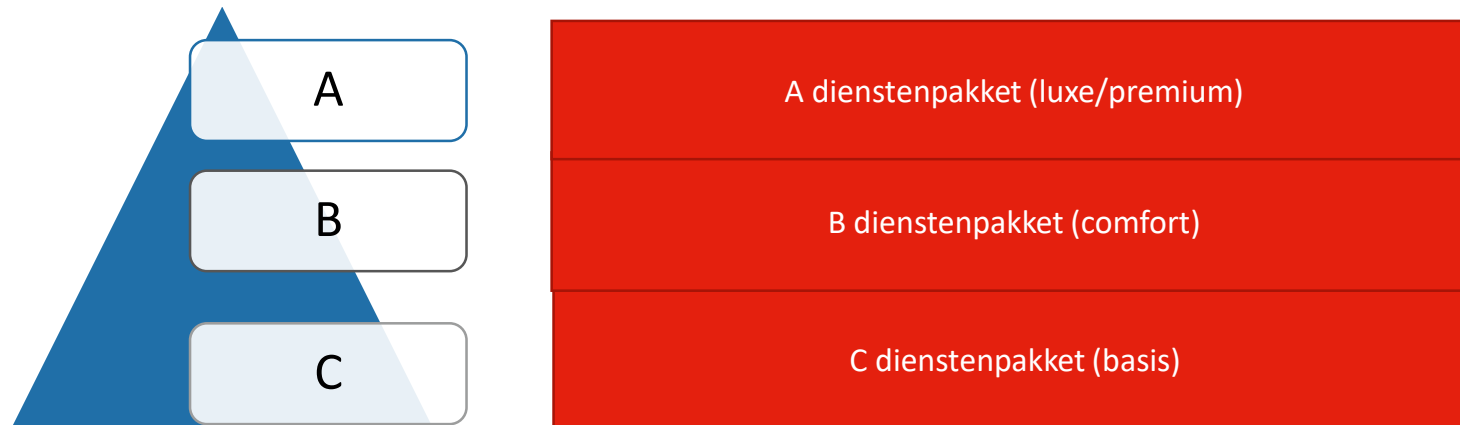 A
A dienstenpakket (luxe/premium)
B
B dienstenpakket (comfort)
C
C dienstenpakket (basis)